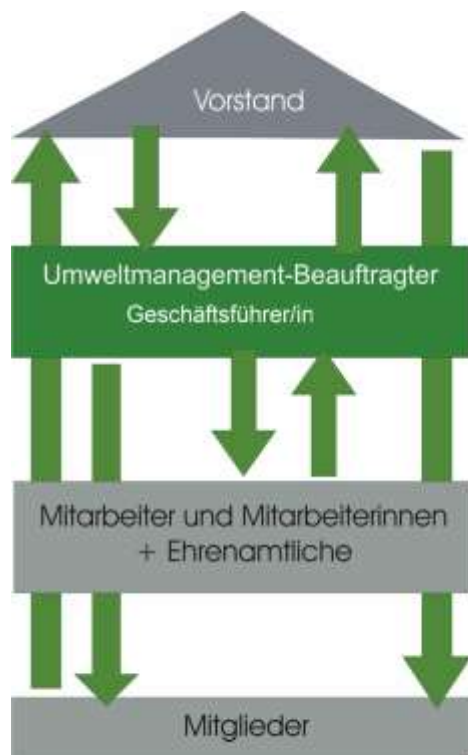 Vorstand
Umweltmanagement-Beauftragter
Geschäftsführer/in
Mitarbeiter und Mitarbeiterinnen
+ Ehrenamtliche
Mitglieder